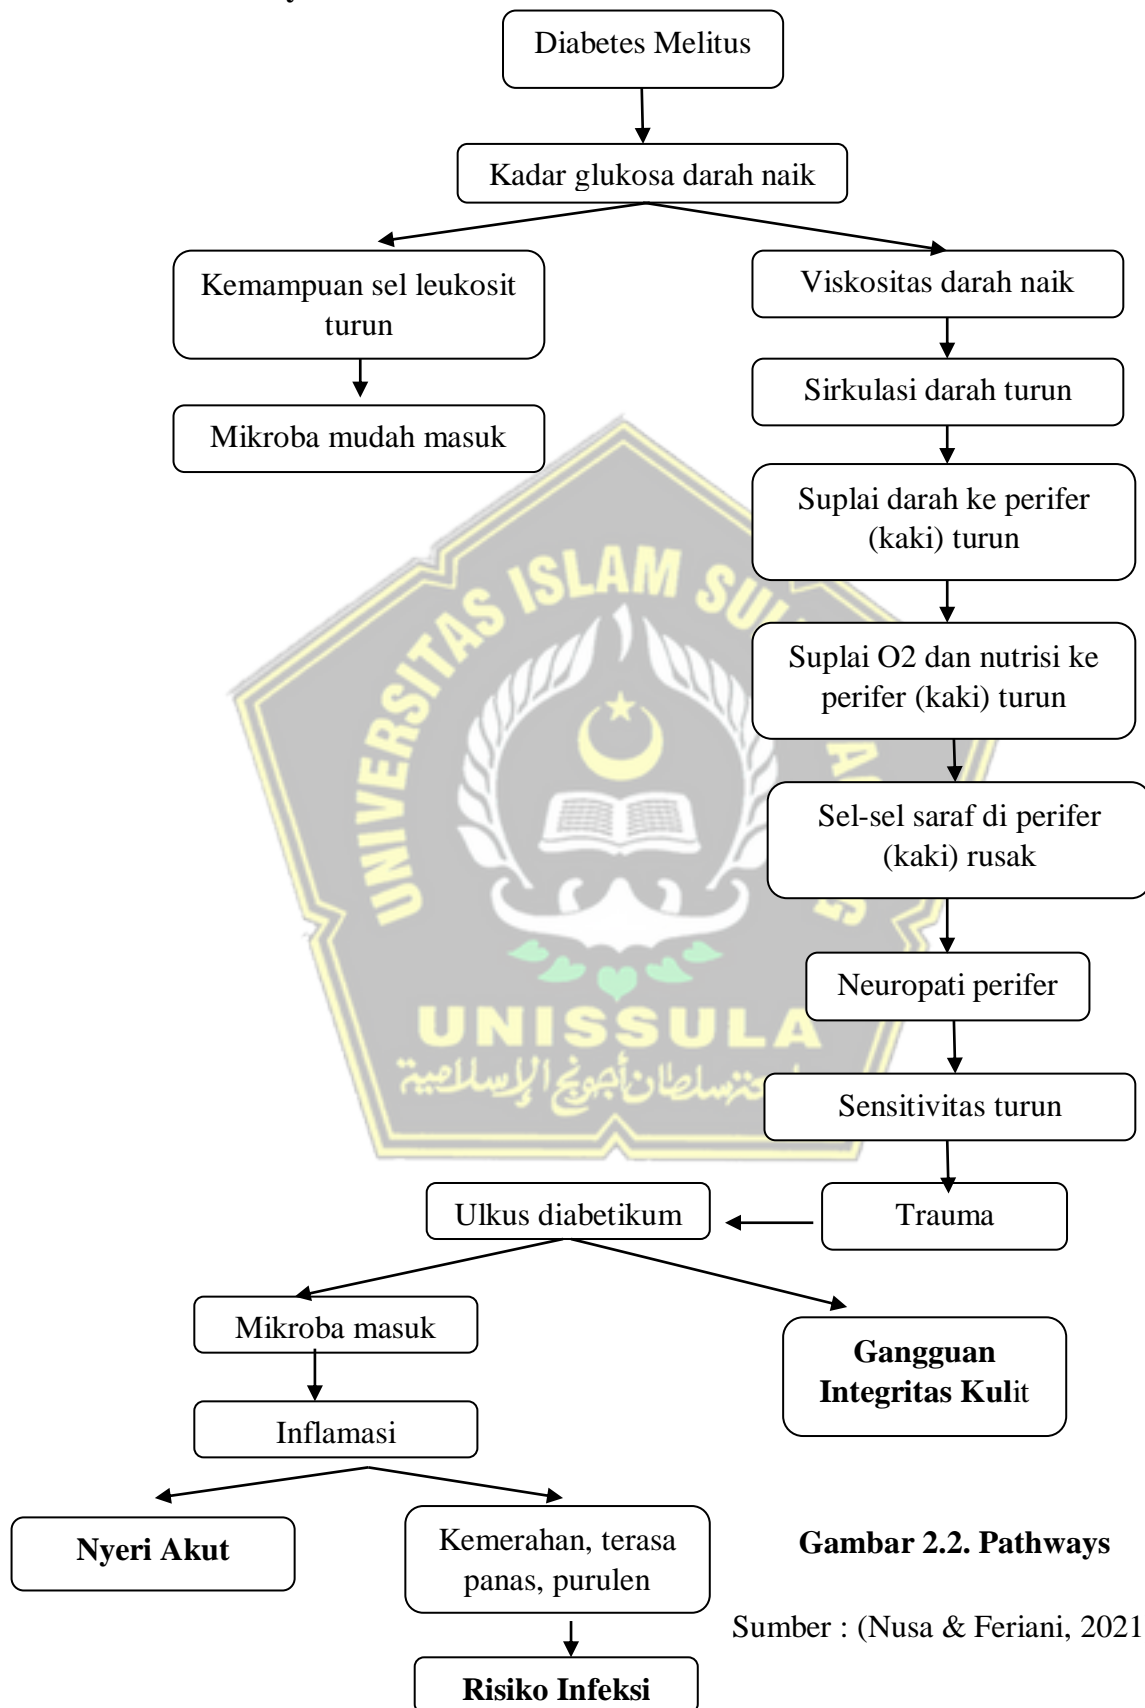 Diabetes Melitus
Kadar glukosa darah naik
Kemampuan sel leukosit
turun
Viskositas darah naik
Mikroba mudah masuk
Sirkulasi darah turun
Suplai darah ke perifer
(kaki) turun
Suplai O2 dan nutrisi ke
perifer (kaki) turun
Sel-sel saraf di perifer
(kaki) rusak
Neuropati perifer
Sensitivitas turun
Trauma
Ulkus diabetikum
Mikroba masuk
Gangguan
Integritas Kulit
Inflamasi
Nyeri Akut
Kemerahan, terasa
panas, purulen
Risiko Infeksi
Gambar 2.2. Pathways
Sumber : (Nusa & Feriani, 2021
UNIVERSITAS ISLAM
UNISSULA